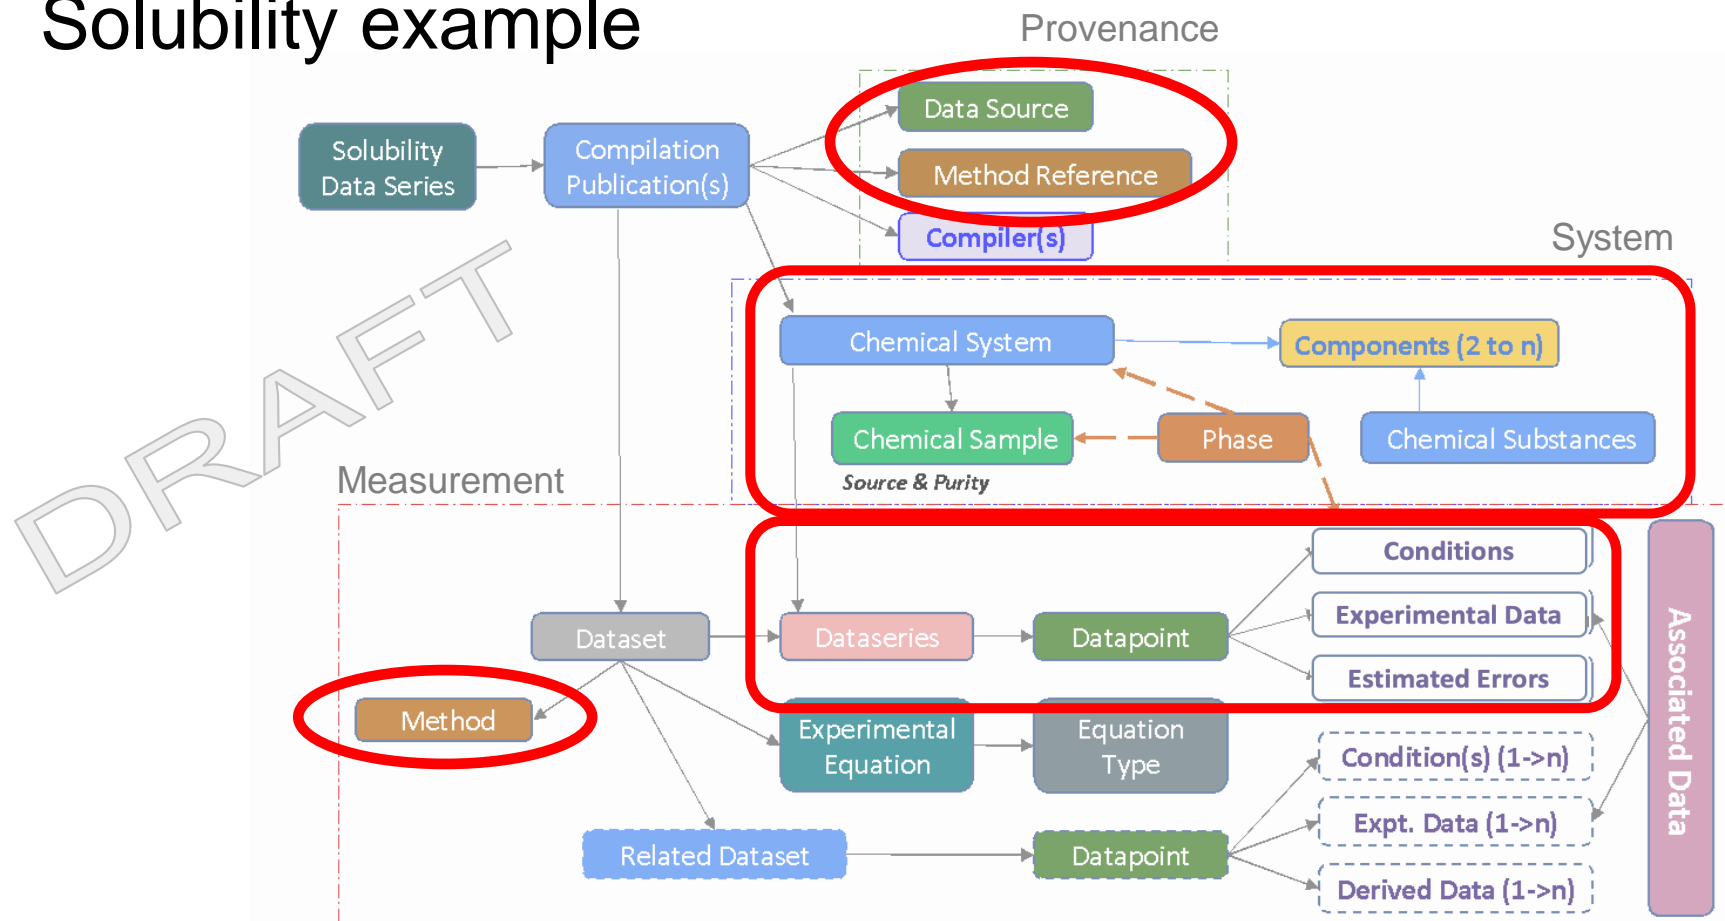 Solubility example
Provenance
Data Source
Solubility
Data Series
Compilation
Publication(s)
Method Reference
Compiler(s)
System
Chemical System
Components (2 to n)
Chemical Sample
Phase
Chemical Substances
Source & Purity
DRAFT
Measurement
Conditions
Experimental Data
Estimated Errors
Dataset
Dataseries
Datapoint
Associated Data
Method
Experimental
Equation
Equation
Type
Condition(s) (1->n)
Expt. Data (1->n)
Derived Data (1->n)
Related Dataset
Datapoint